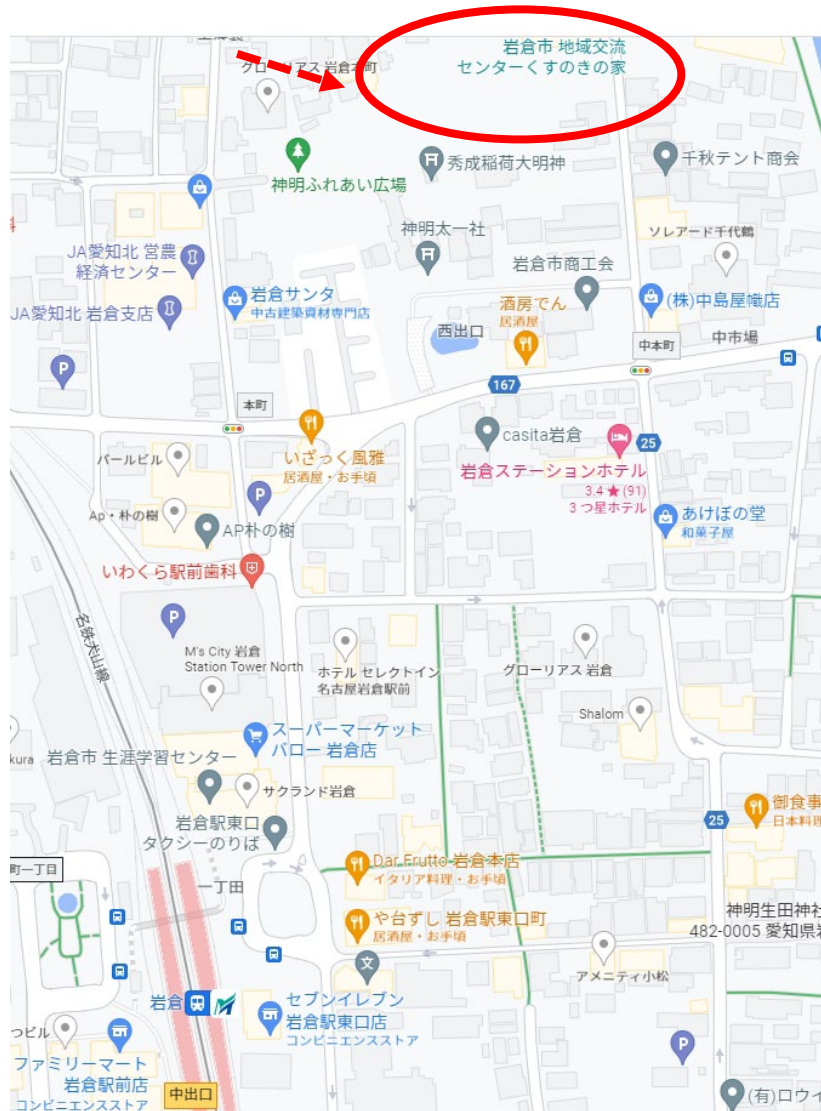 岩倉市 地域交流
センターくすのきの家
グローリアス 岩倉本町
神明ふれあい広場
秀成稲荷大明神
千秋テント商会
神明太一社
ソレアード千代鶴
JA愛知北 営農
経済センター
岩倉市商工会
岩倉サンタ
中古建築資材専門店
酒房でん
居酒屋
(株)中島屋幟店
JA愛知北 岩倉支店
西出口
中本町
中市場
P
167
本町
casita岩倉
25
いざっく風雅
居酒屋・お手頃
パールビル
岩倉ステーションホテル
3.4★(91)
3 つ星ホテル
P
Ap・朴の樹
AP朴の樹
あけぼの堂
和菓子屋
いわくら駅前歯科
P
名鉄犬山線
M's City 岩倉
Station Tower North
ホテル セレクトイン
名古屋岩倉駅前
グローリアス 岩倉
Shalom
スーパーマーケット
バロー 岩倉店
kura
岩倉市 生涯学習センター
サクランド岩倉
岩倉駅東口
タクシーのりば
25
御食事
日本料理
町一丁目
Dar Frutto 岩倉本店
イタリア料理・お手頃
一丁田
や台ずし 岩倉駅東口町
居酒屋・お手頃
神明生田神社
482-0005 愛知県岩
文
アメニティ小松
岩倉
セブンイレブン
岩倉駅東口店
コンビニエンスストア
つビル
P
ファミリーマート
岩倉駅前店
コンビニエンスストア
中出口
(有)ロウイ